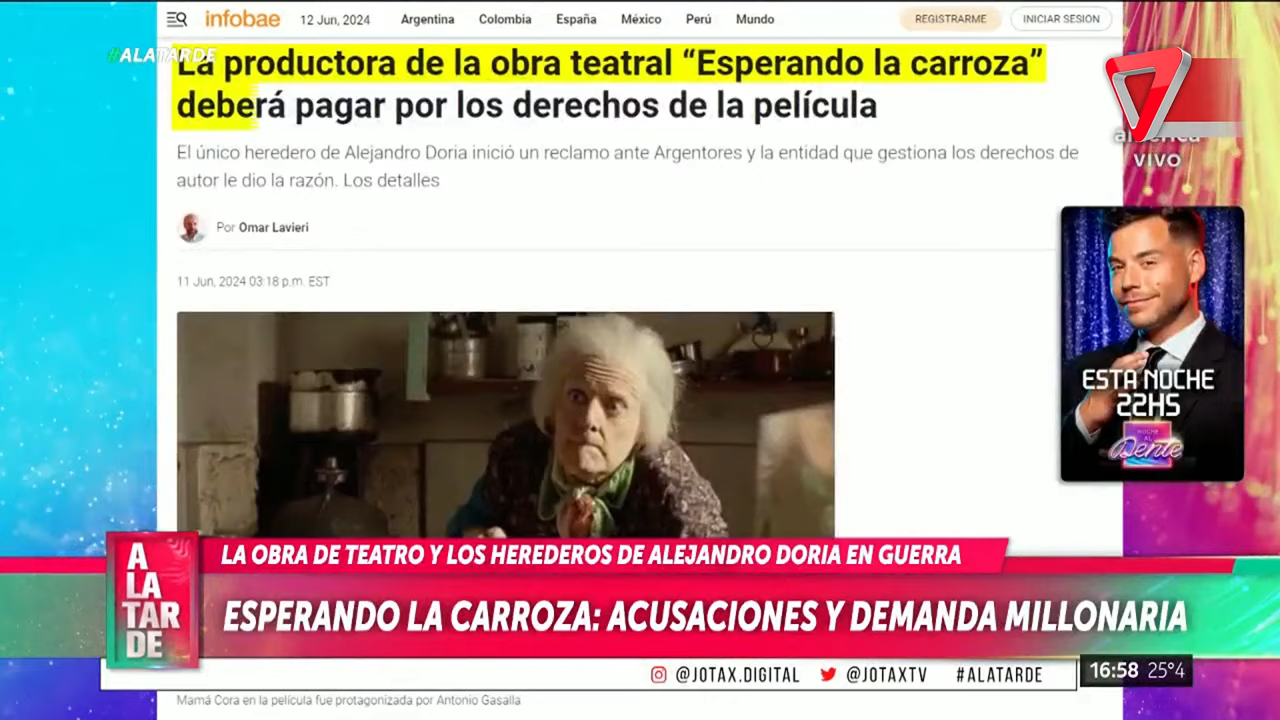 infobae
12 Jun, 2024
Argentina
Colombia
España
México
Perú
Mundo
REGISTRARME
INICIAR SESION
#ALATARDE
La productora de la obra teatral “Esperando la carroza”
deberá pagar por los derechos de la película
El único heredero de Alejandro Doria inició un reclamo ante Argentores y la entidad que gestiona los derechos de
autor le dio la razón. Los detalles
Por Omar Lavieri
11 Jun, 2024 03:18 p.m. EST
VIVO
ESTA NOCHE
22HS
NOCHE AL
Dente
A
LA
TAR
DE
LA OBRA DE TEATRO Y LOS HEREDEROS DE ALEJANDRO DORIA EN GUERRA
ESPERANDO LA CARROZA: ACUSACIONES Y DEMANDA MILLONARIA
@JOTAX.DIGITAL
@JOTAXTV
#ALATARDE
16:58 25°4
Mamá Cora en la película fue protagonizada por Antonio Gasalla